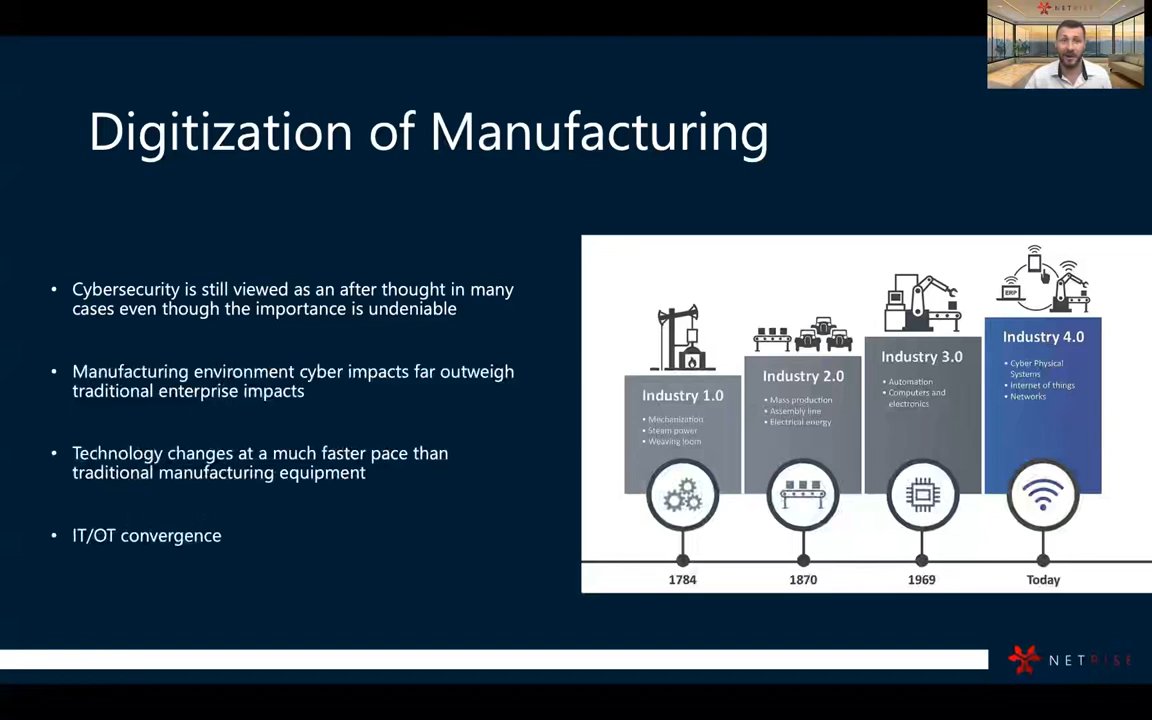 NETRISE
Digitization of Manufacturing
• Cybersecurity is still viewed as an after thought in many
cases even though the importance is undeniable
• Manufacturing environment cyber impacts far outweigh
traditional enterprise impacts
• Technology changes at a much faster pace than
traditional manufacturing equipment
• IT/OT convergence
Industry 1.0
• Mechanization
• Steam power
• Weaving loom
Industry 2.0
• Mass production
• Assembly line
• Electrical energy
Industry 3.0
• Automation
• Computers and
electronics
ERP
Industry 4.0
• Cyber Physical
Systems
• Internet of things
• Networks
1784
1870
1969
Today
NETRISE